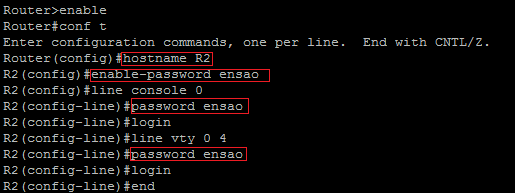 Router>enable
Router#conf t
Enter configuration commands, one per line.  End with CNTL/Z.
Router(config)#hostname R2
R2(config)#enable-password ensao
R2(config)#line console 0
R2(config-line)#password ensao
R2(config-line)#login
R2(config-line)#line vty 0 4
R2(config-line)#password ensao
R2(config-line)#login
R2(config-line)#end